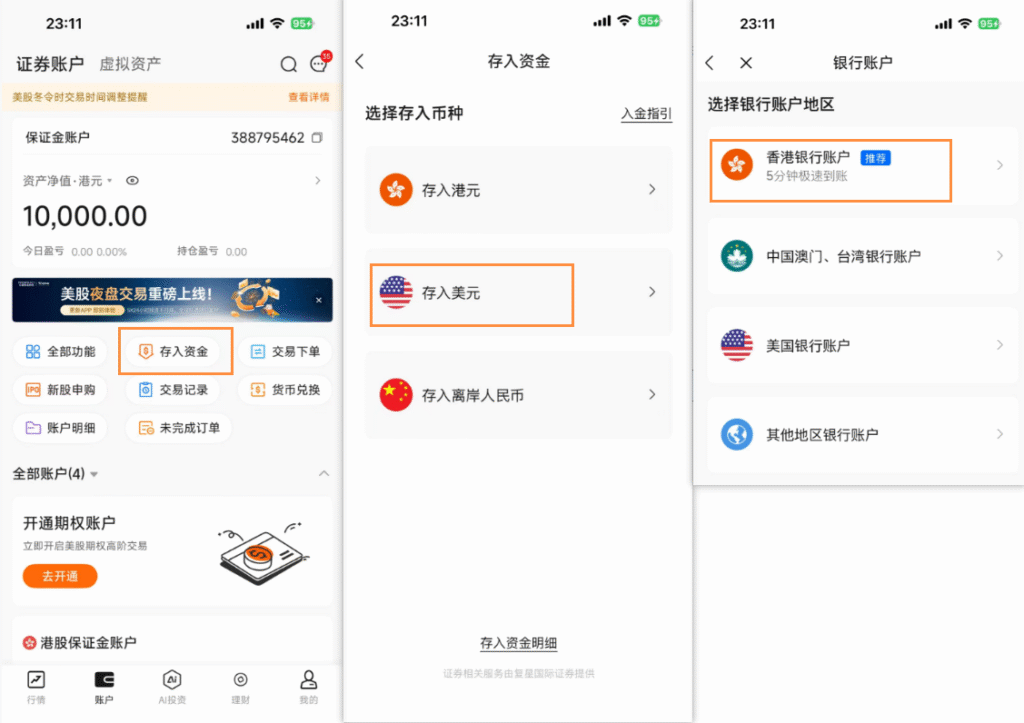 23:11
95
证券账户 虚拟资产
35
美股冬令时交易时间调整提醒 查看详情
保证金账户 388795462
资产净值·港元
10,000.00
今日盈亏 0.00 0.00% 持仓盈亏 0.00
美股夜盘交易重磅上线!
全部功能 存入资金 交易下单
IPO 新股申购 交易记录 货币兑换
账户明细 未完成订单
全部账户(4)
开通期权账户
立即开启美股期权高阶交易
去开通
港股保证金账户
行情 账户 AI投资 理财 我的
23:11
95
存入资金
选择存入币种 入金指引
存入港元
存入美元
存入离岸人民币
存入资金明细
证券相关服务由复星国际证券提供
23:11
95
银行账户
选择银行账户地区
香港银行账户 推荐
5分钟极速到账
中国澳门、台湾银行账户
美国银行账户
其他地区银行账户